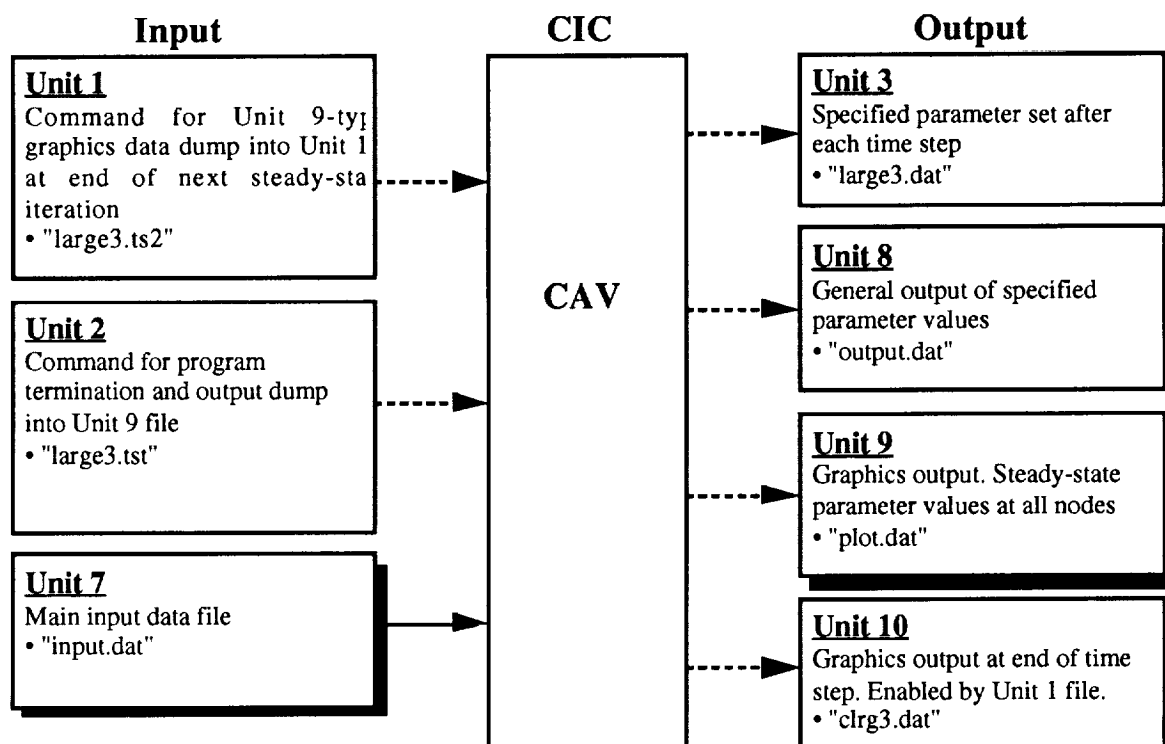 Input
CIC
Output
Unit 1
Command for Unit 9-typ
graphics data dump into Unit 1
at end of next steady-sta
iteration
• "large3.ts2"
Unit 2
Command for program
termination and output dump
into Unit 9 file
• "large3.tst"
Unit 7
Main input data file
• "input.dat"
CAV
Unit 3
Specified parameter set after
each time step
• "large3.dat"
Unit 8
General output of specified
parameter values
• "output.dat"
Unit 9
Graphics output. Steady-state
parameter values at all nodes
• "plot.dat"
Unit 10
Graphics output at end of time
step. Enabled by Unit 1 file.
• "clrg3.dat"